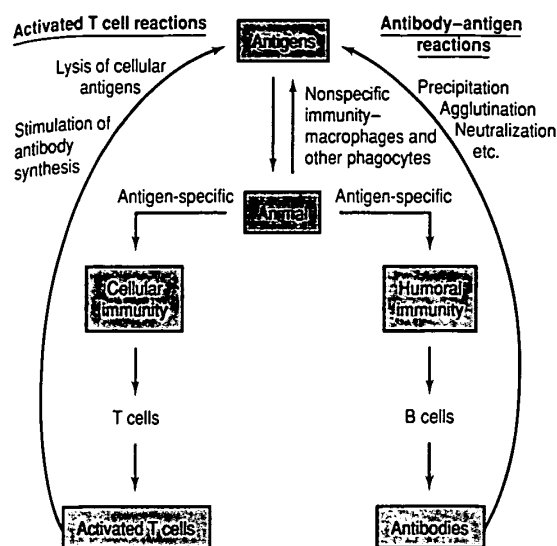 Activated T cell reactions
Lysis of cellular
antigens
Stimulation of
antibody
synthesis
Antigens
Nonspecific
immunity–
macrophages and
other phagocytes
Antibody–antigen
reactions
Precipitation
Agglutination
Neutralization
etc.
Antigen-specific
Animal
Antigen-specific
Cellular
immunity
Humoral
immunity
T cells
B cells
Activated T cells
Antibodies